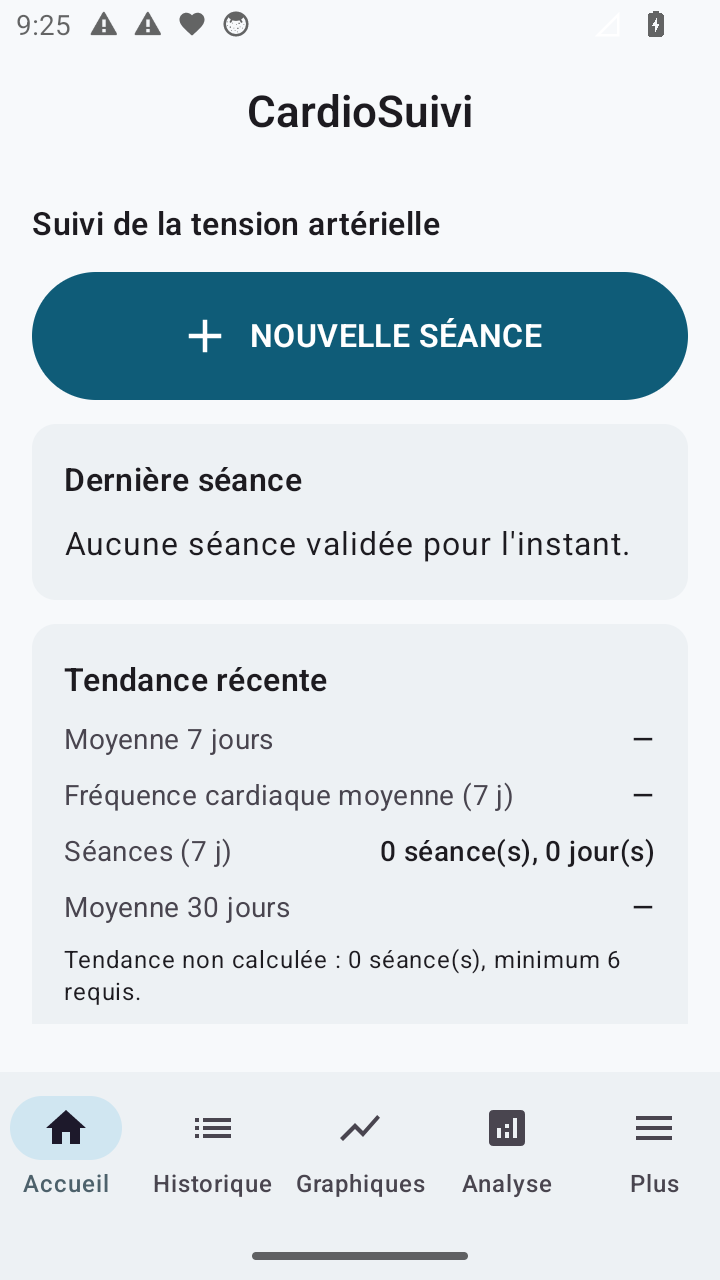 9:25
CardioSuivi
Suivi de la tension artérielle
NOUVELLE SÉANCE
Dernière séance
Aucune séance validée pour l'instant.
Tendance récente
Moyenne 7 jours –
Fréquence cardiaque moyenne (7 j) –
Séances (7 j) 0 séance(s), 0 jour(s)
Moyenne 30 jours –
Tendance non calculée : 0 séance(s), minimum 6
requis.
Accueil Historique Graphiques Analyse Plus